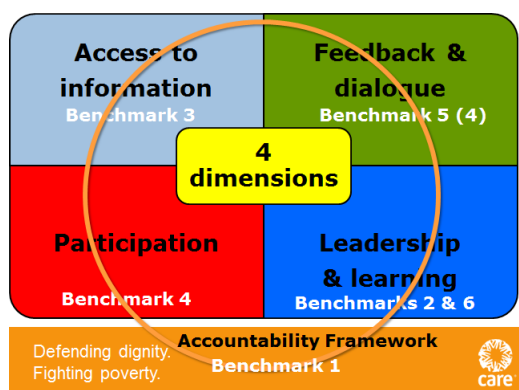 Access to
information
Benchmark 3
Feedback &
dialogue
Benchmark 5 (4)
4
dimensions
Participation
Benchmark 4
Leadership
& learning
Benchmarks 2 & 6
Accountability Framework
Benchmark 1
Defending dignity.
Fighting poverty.
care